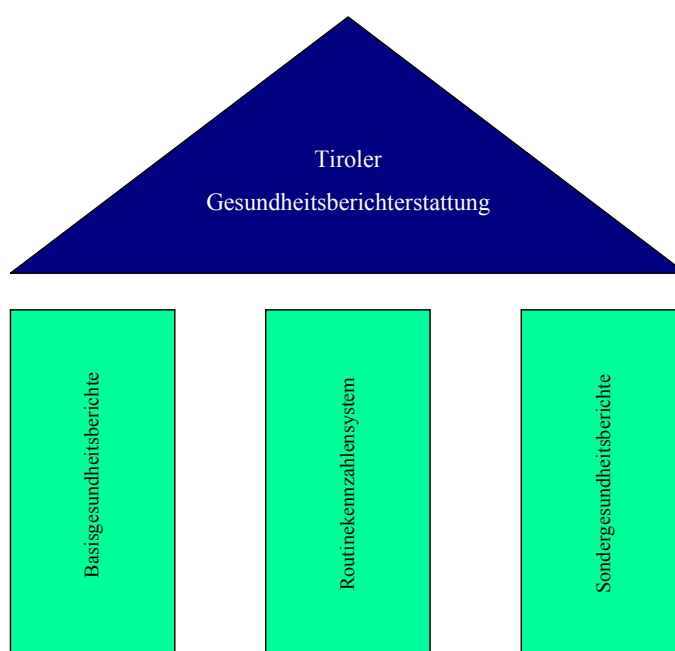 Tiroler
Gesundheitsberichterstattung
Basisgesundheitsberichte
Routinekennzahlensystem
Sondergesundheitsberichte